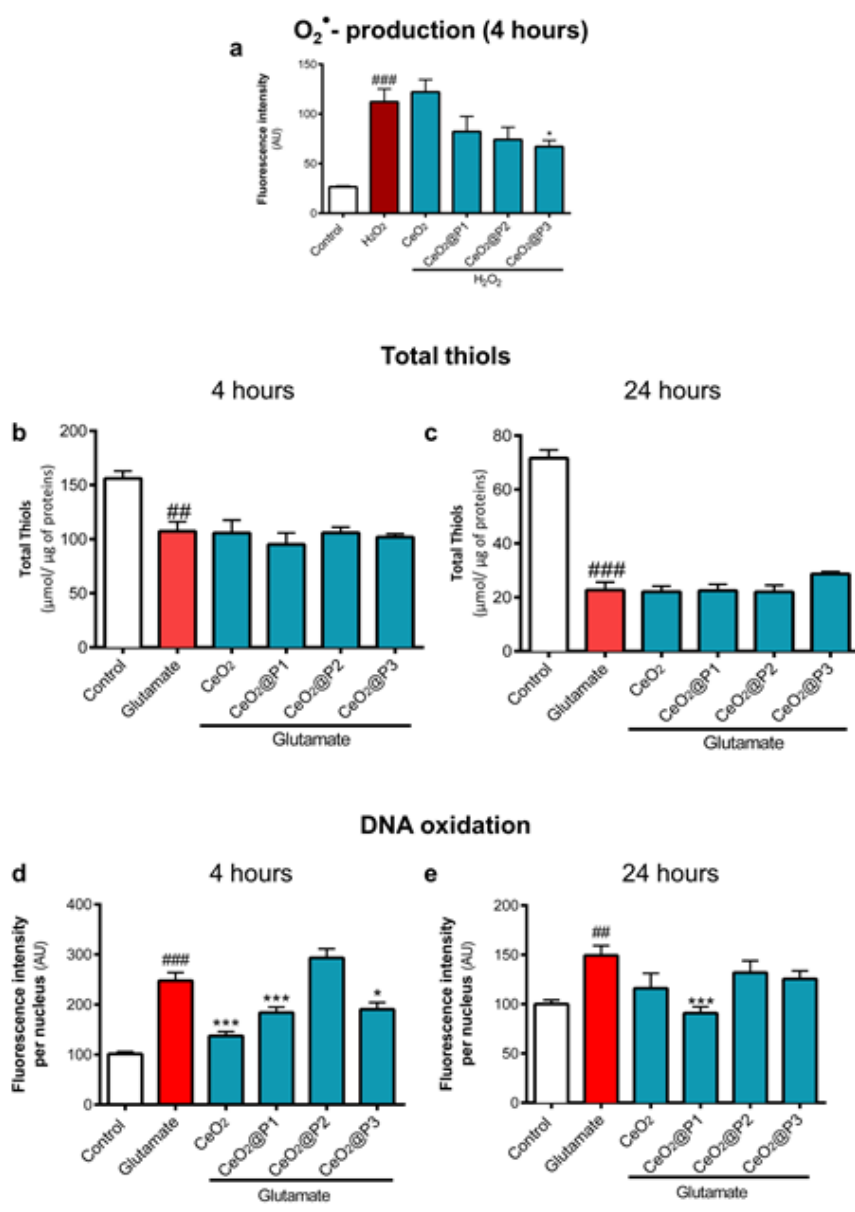 O₂•- production (4 hours)
a
Fluorescence intensity
(AU)
150
100
50
0
###
*
Control
H₂O₂
CeO₂
CeO₂@P1
CeO₂@P2
CeO₂@P3
H₂O₂
Total thiols
4 hours
b
Total Thiols
(µmol/ µg of proteins)
200
150
100
50
0
##
Control
Glutamate
CeO₂
CeO₂@P1
CeO₂@P2
CeO₂@P3
Glutamate
24 hours
c
Total Thiols
(µmol/ µg of proteins)
80
60
40
20
0
###
Control
Glutamate
CeO₂
CeO₂@P1
CeO₂@P2
CeO₂@P3
Glutamate
DNA oxidation
d
4 hours
Fluorescence intensity
per nucleus (AU)
400
300
200
100
0
###
***
***
*
Control
Glutamate
CeO₂
CeO₂@P1
CeO₂@P2
CeO₂@P3
Glutamate
e
24 hours
Fluorescence intensity
per nucleus (AU)
200
150
100
50
0
##
***
Control
Glutamate
CeO₂
CeO₂@P1
CeO₂@P2
CeO₂@P3
Glutamate